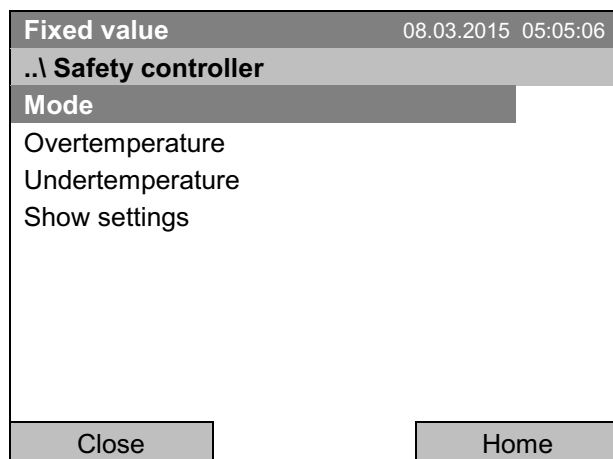 Fixed value 08.03.2015 05:05:06
..\ Safety controller
Mode
Overtemperature
Undertemperature
Show settings
Close Home